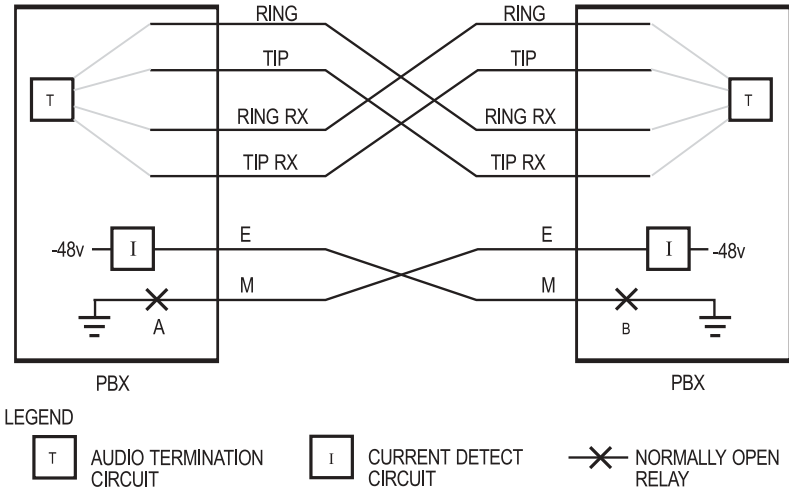 RING RING
TIP TIP
T T
RING RX RING RX
TIP RX TIP RX
E E
-48v I I -48v
M M
A B
PBX PBX
LEGEND
T AUDIO TERMINATION CIRCUIT
I CURRENT DETECT CIRCUIT
NORMALLY OPEN RELAY